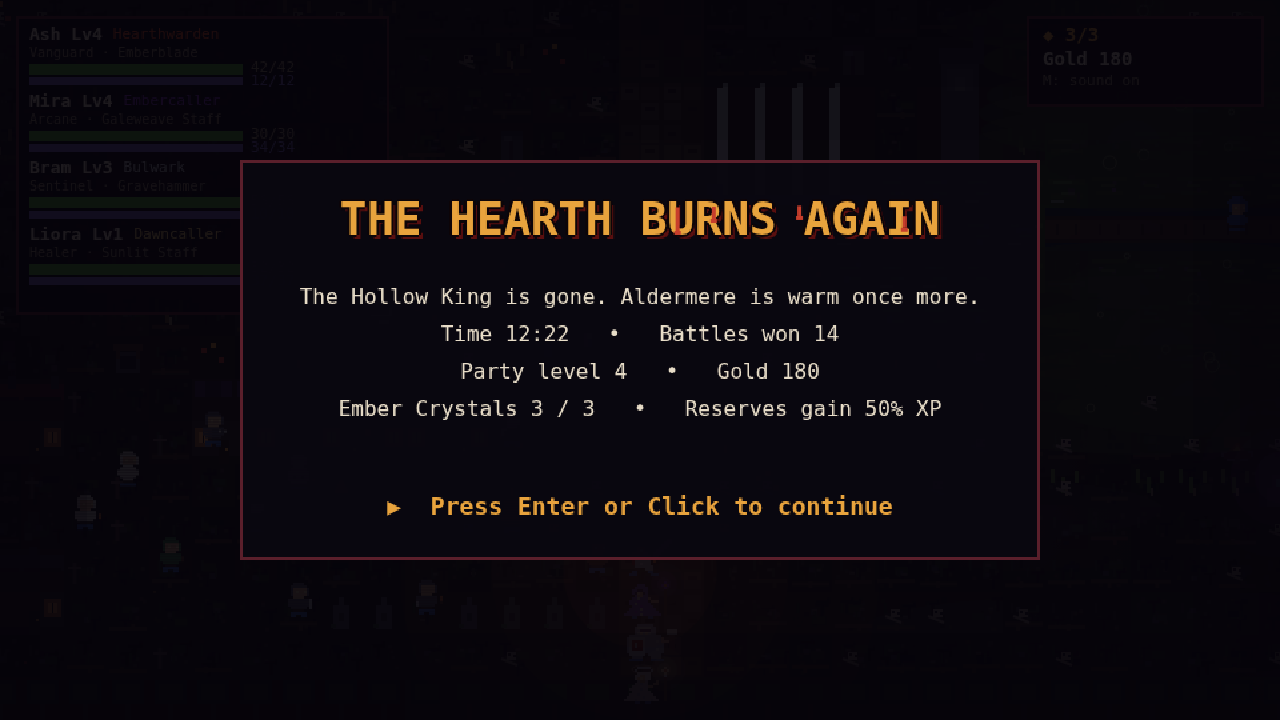 Ash Lv4 Hearthwarden
Vanguard · Emberblade
42/42
12/12
Mira Lv4 Embercaller
Arcane · Galeweave Staff
30/30
34/34
Bram Lv3 Bulwark
Sentinel · Gravehammer
Liora Lv1 Dawncaller
Healer · Sunlit Staff
● 3/3
Gold 180
M: sound on
THE HEARTH BURNS AGAIN
The Hollow King is gone. Aldermere is warm once more.
Time 12:22 • Battles won 14
Party level 4 • Gold 180
Ember Crystals 3 / 3 • Reserves gain 50% XP
▶ Press Enter or Click to continue